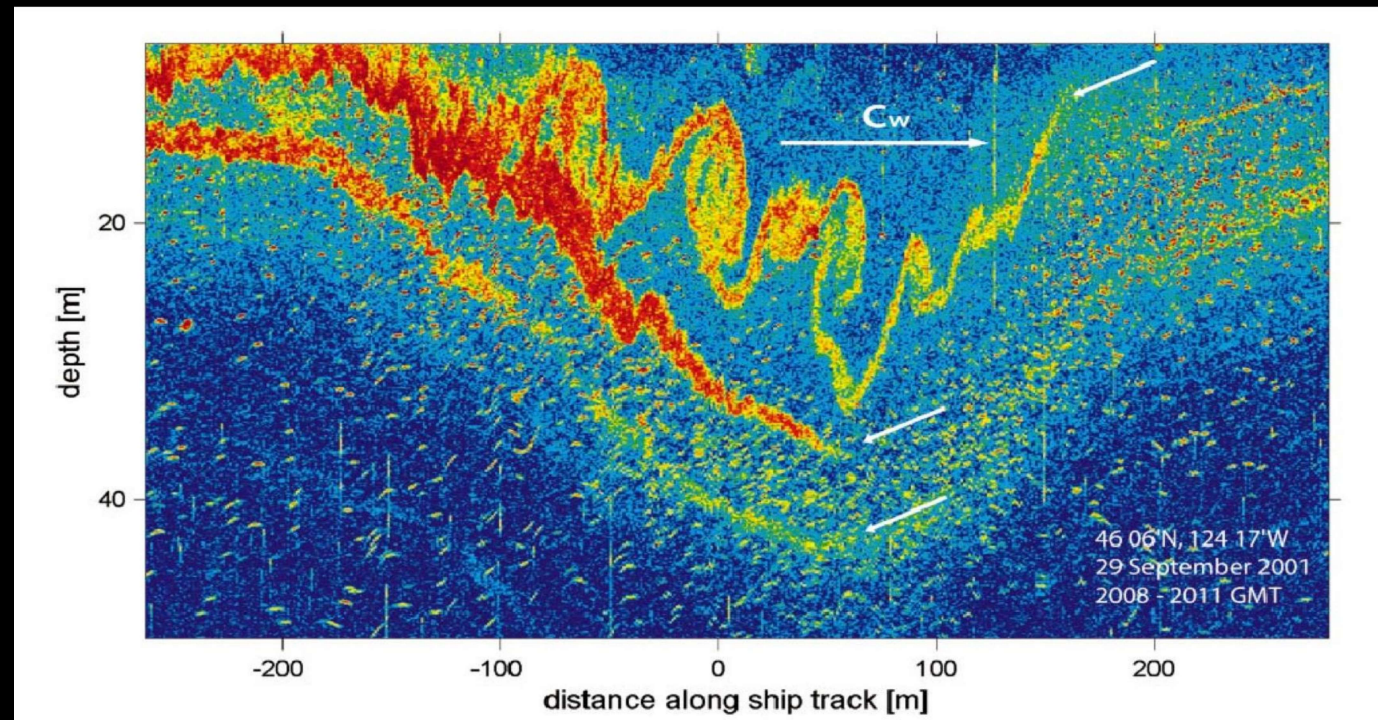 Cw
20
40
depth [m]
46 06'N, 124 17'W
29 September 2001
2008 - 2011 GMT
-200 -100 0 100 200
distance along ship track [m]